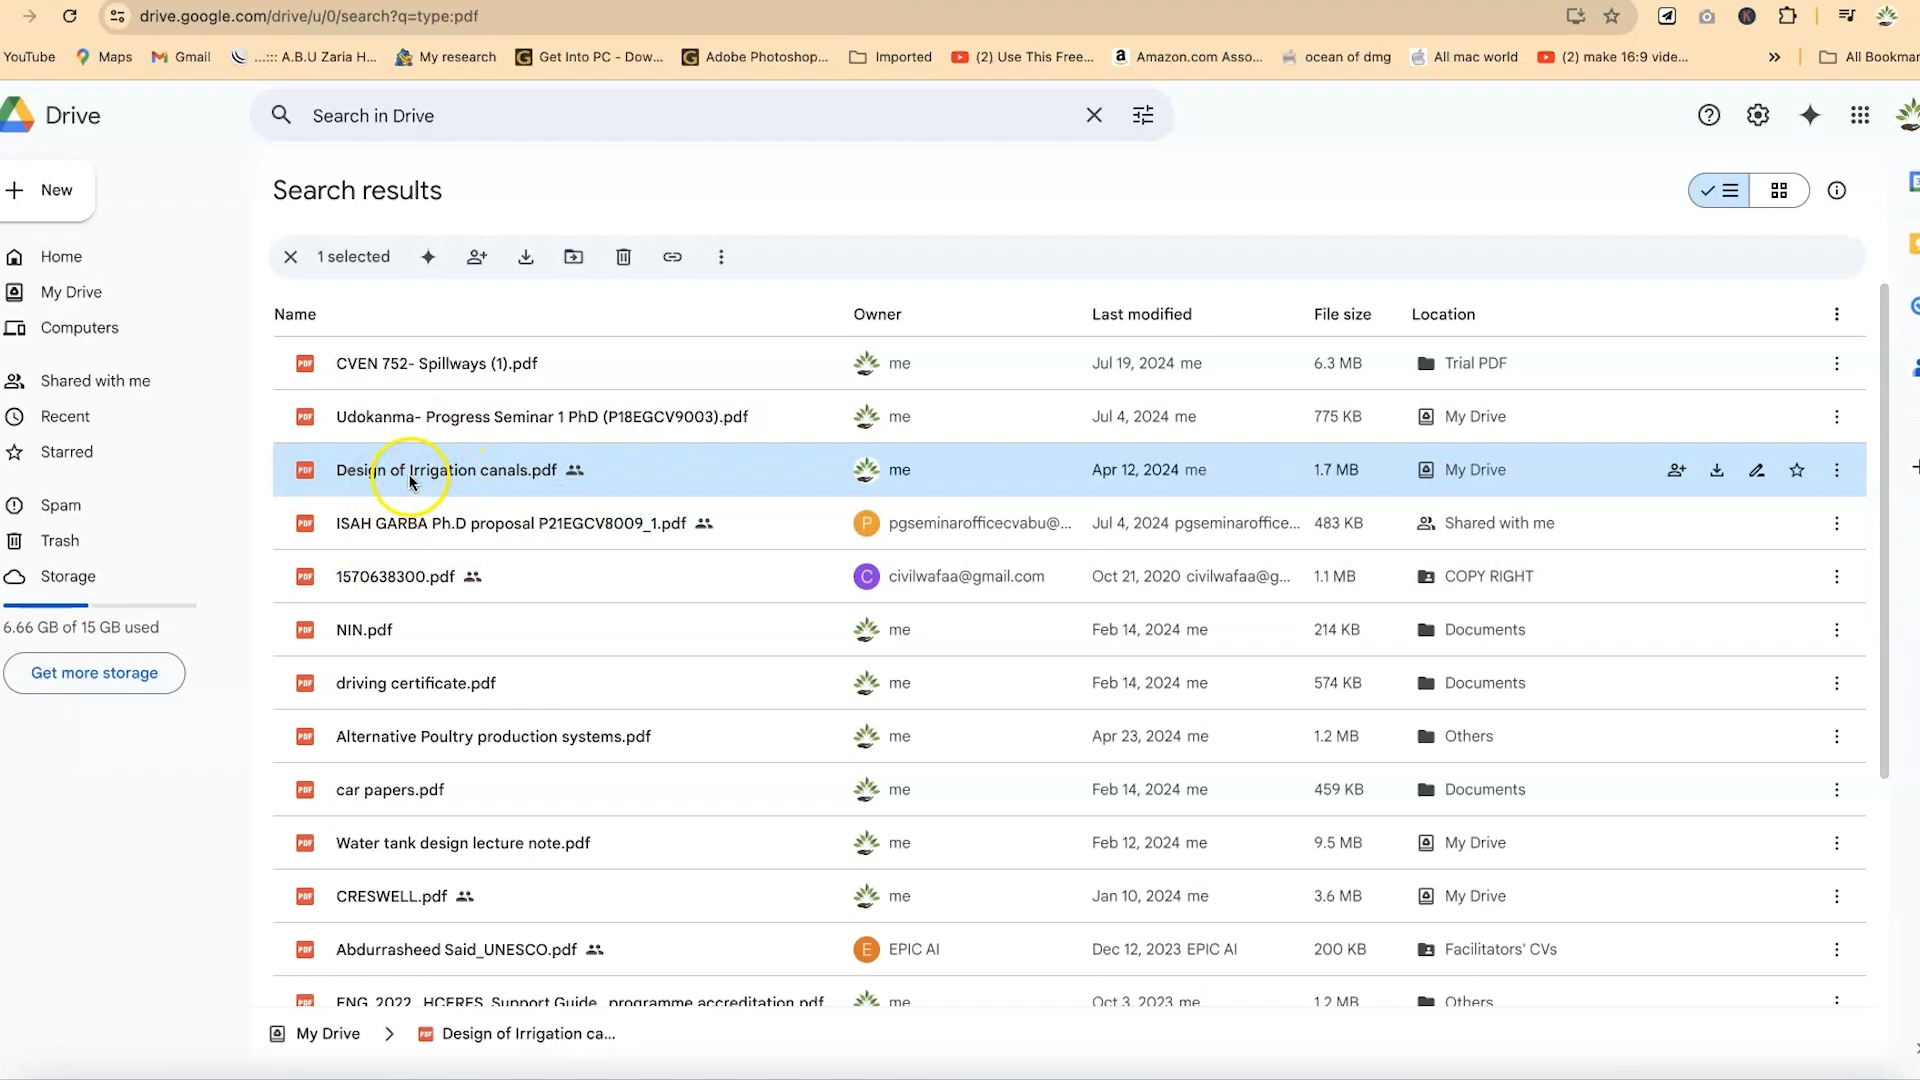 drive.google.com/drive/u/0/search?q=type:pdf
YouTube Maps Gmail ...::: A.B.U Zaria H... My research Get Into PC - Dow... Adobe Photoshop... Imported (2) Use This Free... Amazon.com Asso... ocean of dmg All mac world (2) make 16:9 vide... All Bookmar
Drive
Search in Drive
New
Search results
Home
1 selected
My Drive
Name Owner Last modified File size Location
Computers
CVEN 752- Spillways (1).pdf me Jul 19, 2024 me 6.3 MB Trial PDF
Shared with me
Recent
Udokanma- Progress Seminar 1 PhD (P18EGCV9003).pdf me Jul 4, 2024 me 775 KB My Drive
Starred
Design of Irrigation canals.pdf me Apr 12, 2024 me 1.7 MB My Drive
Spam
ISAH GARBA Ph.D proposal P21EGCV8009_1.pdf P pgseminarofficecvabu@... Jul 4, 2024 pgseminaroffice... 483 KB Shared with me
Trash
Storage
1570638300.pdf C civilwafaa@gmail.com Oct 21, 2020 civilwafaa@g... 1.1 MB COPY RIGHT
6.66 GB of 15 GB used
NIN.pdf me Feb 14, 2024 me 214 KB Documents
Get more storage
driving certificate.pdf me Feb 14, 2024 me 574 KB Documents
Alternative Poultry production systems.pdf me Apr 23, 2024 me 1.2 MB Others
car papers.pdf me Feb 14, 2024 me 459 KB Documents
Water tank design lecture note.pdf me Feb 12, 2024 me 9.5 MB My Drive
CRESWELL.pdf me Jan 10, 2024 me 3.6 MB My Drive
Abdurrasheed Said_UNESCO.pdf E EPIC AI Dec 12, 2023 EPIC AI 200 KB Facilitators' CVs
ENG_2022_HCERES_Support Guide_programme accreditation.pdf me Oct 3, 2023 me 1.2 MB Others
My Drive Design of Irrigation ca...